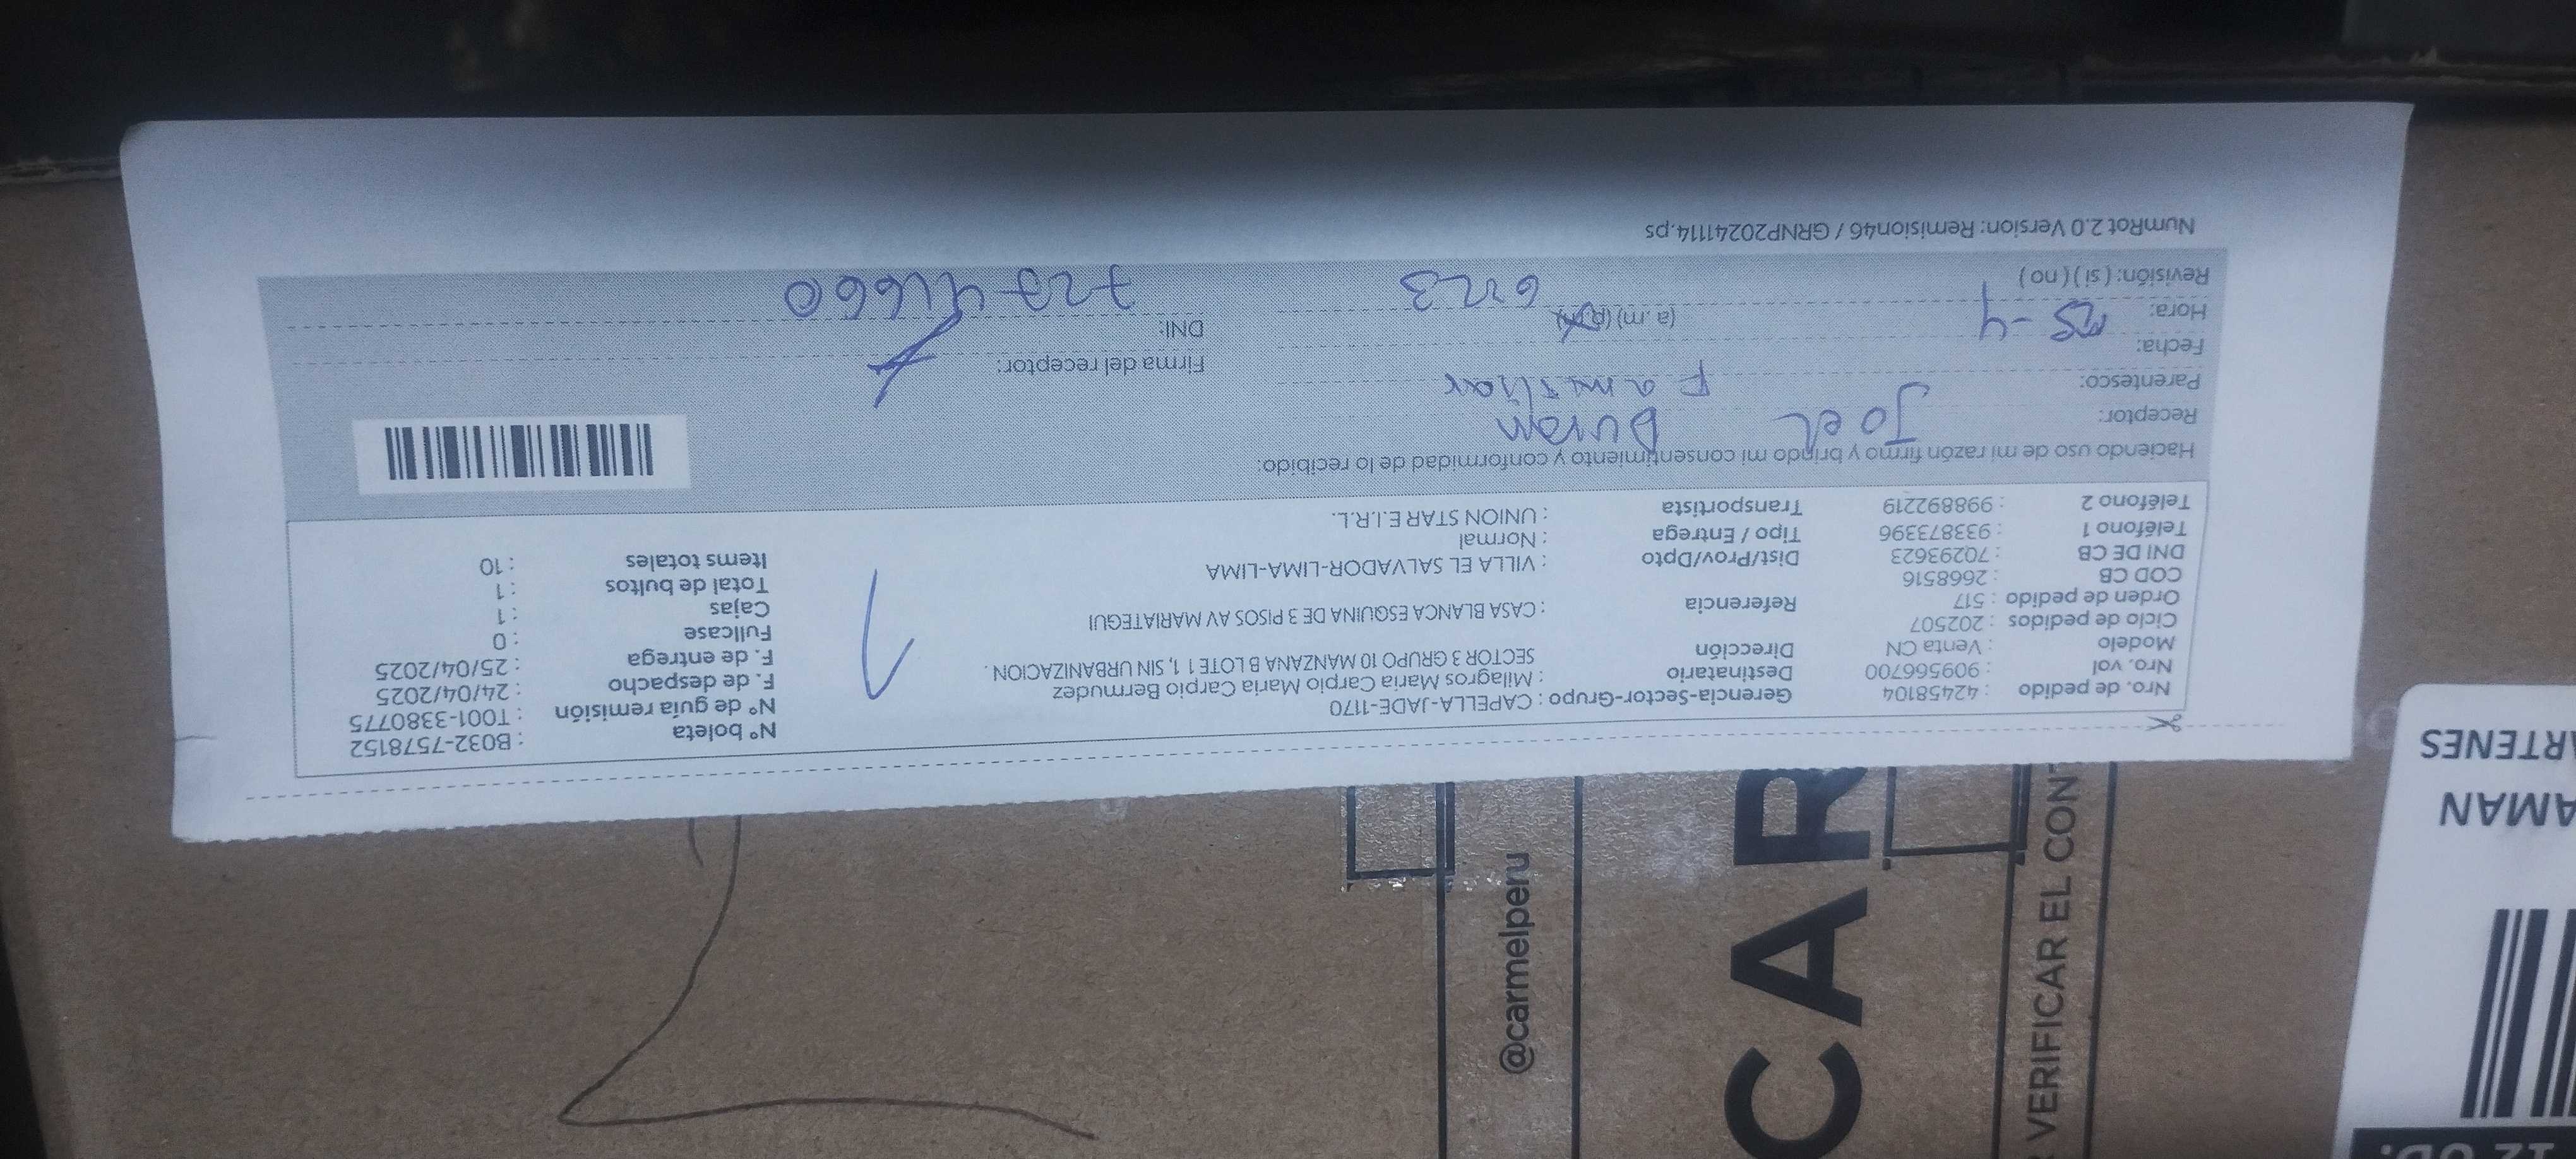 Nro. de pedido : 42458104
Nro. vol : 909566700
Modelo : Venta CN
Ciclo de pedidos : 202507
Orden de pedido : 517
COD CB : 2668516
DNI DE CB : 70293623
Teléfono 1 : 933873396
Teléfono 2 : 998892219
Gerencia-Sector-Grupo : CAPELLA-JADE-1170
Destinatario : Milagros Maria Carpio Maria Carpio Bermudez
Dirección SECTOR 3 GRUPO 10 MANZANA B LOTE 1 1, SIN URBANIZACION.
Referencia : CASA BLANCA ESQUINA DE 3 PISOS AV MARIATEGUI
Dist/Prov/Dpto : VILLA EL SALVADOR-LIMA-LIMA
Tipo / Entrega : Normal
Transportista : UNION STAR E.I.R.L.
1
Nº boleta : B032-7578152
Nº de guía remisión : T001-3380775
F. de despacho : 24/04/2025
F. de entrega : 25/04/2025
Fullcase : 0
Cajas : 1
Total de bultos : 1
Items totales : 10
Haciendo uso de mi razón firmo y brindo mi consentimiento y conformidad de lo recibido:
Receptor: Joel Duran
Parentesco: Familiar
Fecha: 25-4
Hora: (a. m) (p. m)
Revisión: ( si ) ( no )
Firma del receptor:
DNI:
NumRot 2.0 Version: Remision46 / GRNP20241114.ps
@carmelperu
CAR
VERIFICAR EL CONT
ARTENES
AMAN